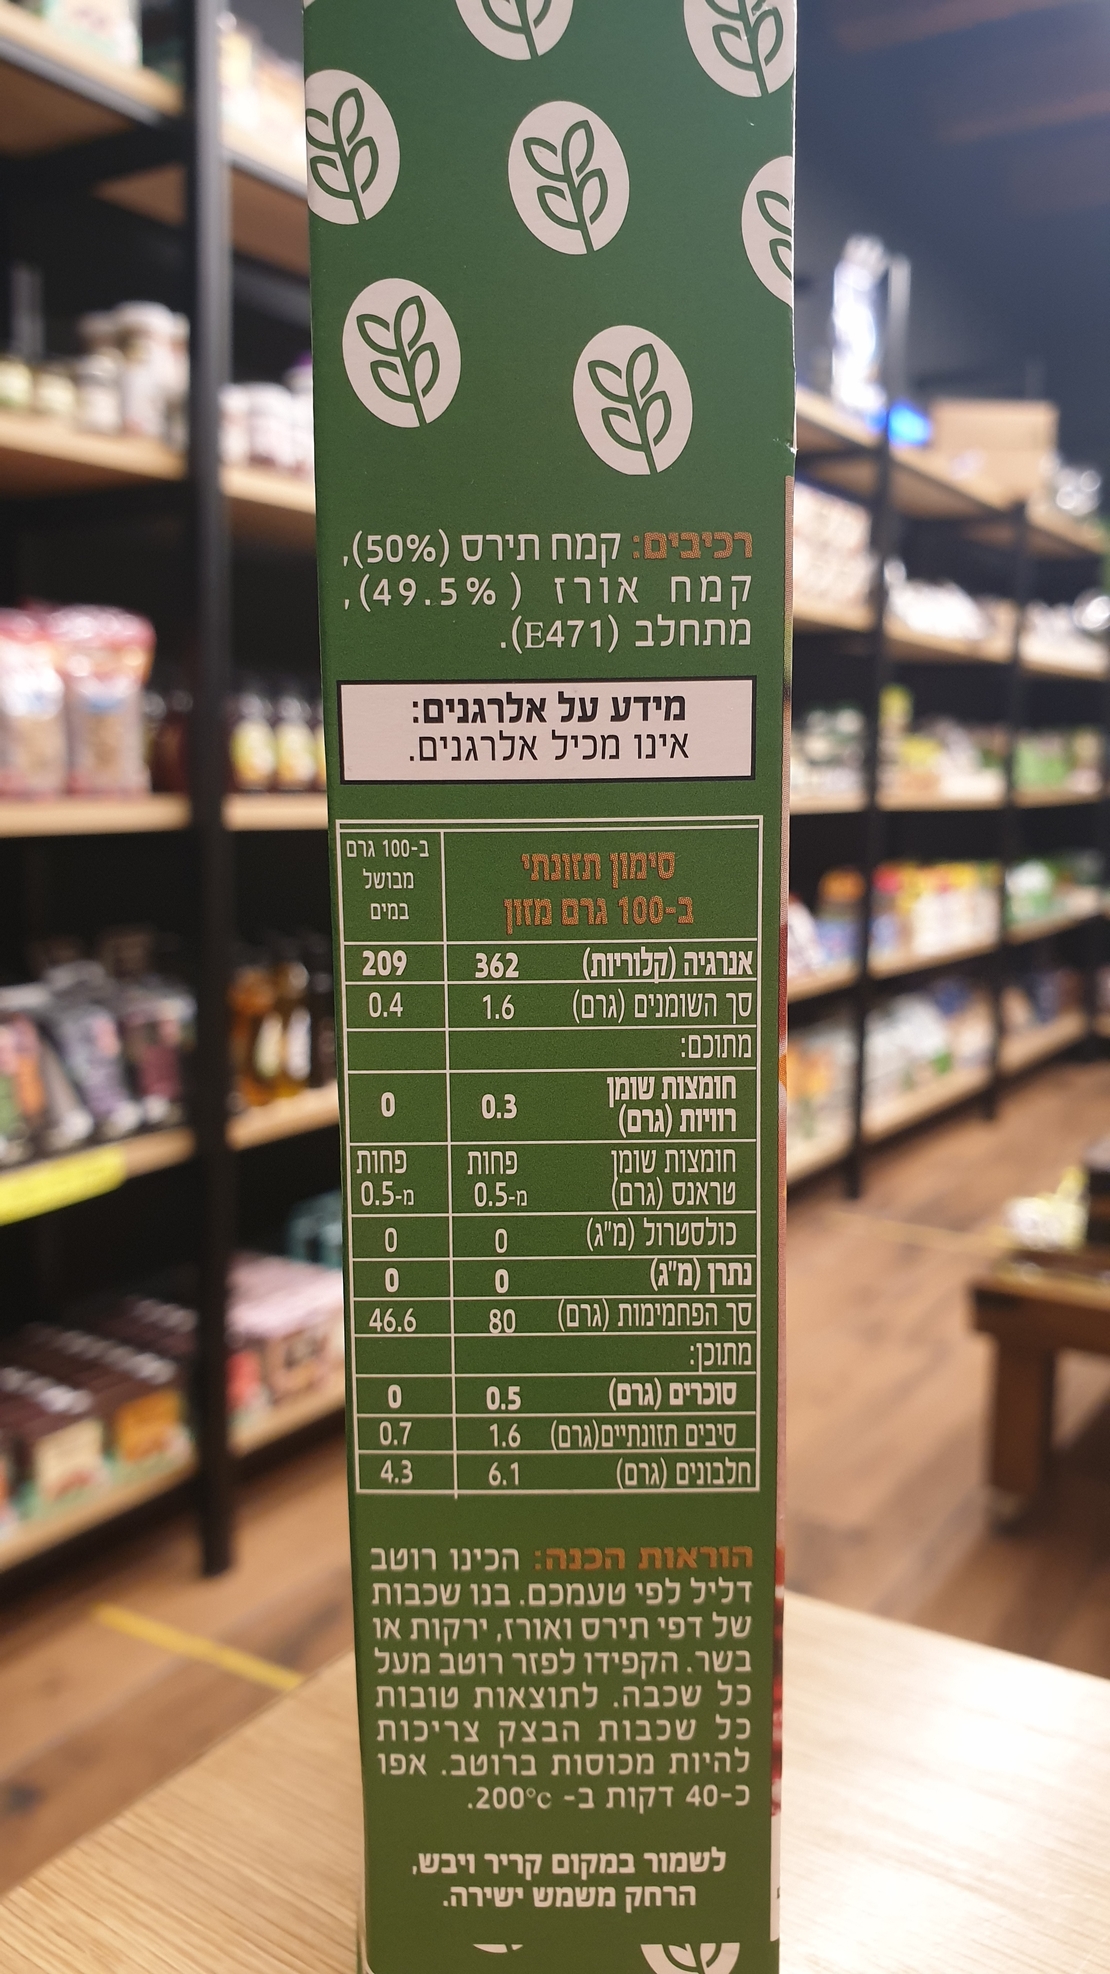 רכיבים: קמח תירס (50%),
קמח אורז (49.5%),
מתחלב (E471).
מידע על אלרגנים:
אינו מכיל אלרגנים.
סימון תזונתי
ב-100 גרם מזון
ב-100 גרם
מבושל
במים
אנרגיה (קלוריות) 362 209
סך השומנים (גרם) 1.6 0.4
מתוכם:
חומצות שומן
רוויות (גרם) 0.3 0
חומצות שומן פחות פחות
טראנס (גרם) מ-0.5 מ-0.5
כולסטרול (מ"ג) 0 0
נתרן (מ"ג) 0 0
סך הפחמימות (גרם) 80 46.6
מתוכן:
סוכרים (גרם) 0.5 0
סיבים תזונתיים(גרם) 1.6 0.7
חלבונים (גרם) 6.1 4.3
הוראות הכנה: הכינו רוטב
דליל לפי טעמכם. בנו שכבות
של דפי תירס ואורז, ירקות או
בשר. הקפידו לפזר רוטב מעל
כל שכבה. לתוצאות טובות
כל שכבות הבצק צריכות
להיות מכוסות ברוטב. אפו
כ-40 דקות ב- 200°c.
לשמור במקום קריר ויבש,
הרחק משמש ישירה.